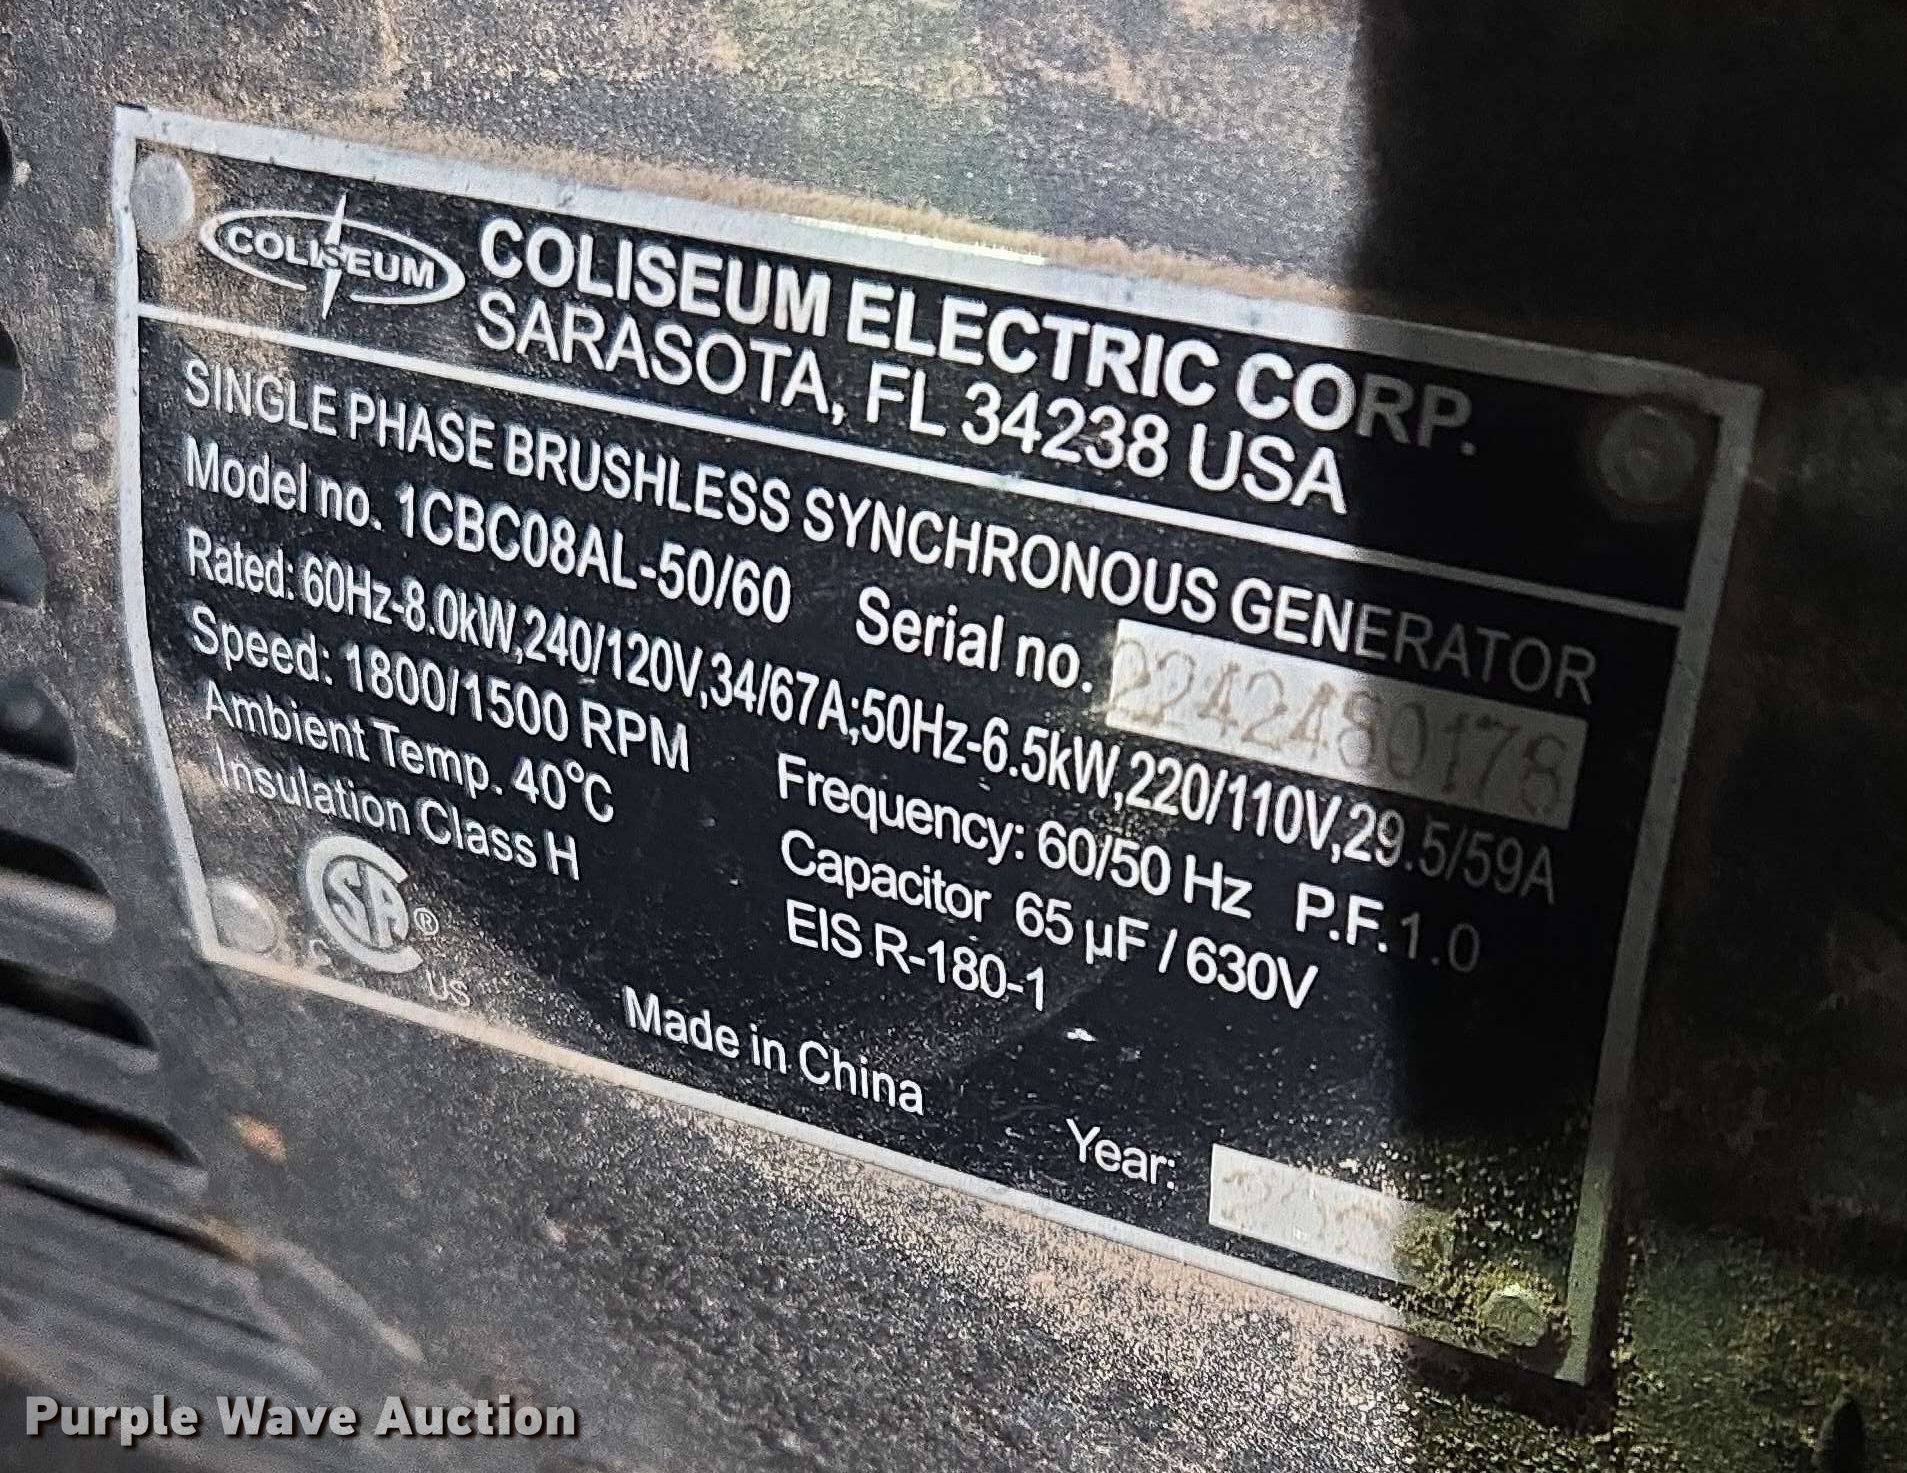 COLISEUM
COLISEUM ELECTRIC CORP.
SARASOTA, FL 34238 USA
SINGLE PHASE BRUSHLESS SYNCHRONOUS GENERATOR
Model no. 1CBC08AL-50/60 Serial no. 2242480178
Rated: 60Hz-8.0kW,240/120V,34/67A;50Hz-6.5kW,220/110V,29.5/59A
Speed: 1800/1500 RPM Frequency: 60/50 Hz P.F.1.0
Ambient Temp. 40°C Capacitor 65 µF / 630V
Insulation Class H EIS R-180-1
SA ®
C US
Made in China
Year:
Purple Wave Auction